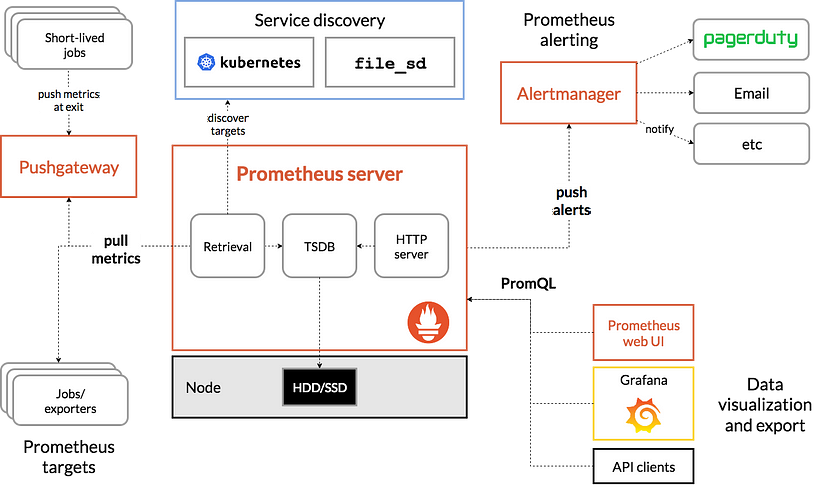 Short-lived
jobs
push metrics
at exit
Pushgateway
pull
metrics
Jobs/
exporters
Prometheus
targets
Service discovery
kubernetes
file_sd
discover
targets
Prometheus server
Retrieval
TSDB
HTTP
server
Node
HDD/SSD
Prometheus
alerting
Alertmanager
pagerduty
Email
etc
notify
push
alerts
PromQL
Prometheus
web UI
Grafana
API clients
Data
visualization
and export